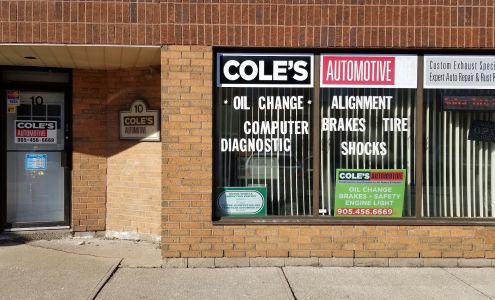 10
COLE'S
AUTOMOTIVE
905-456-6669
10
COLE'S
AUTOMOTIVE
COLE'S
AUTOMOTIVE
Custom Exhaust Speci
Expert Auto Repair & Rust P
· OIL CHANGE ·
COMPUTER
DIAGNOSTIC
ALIGNMENT
BRAKES TIRE
SHOCKS
COLE'S AUTOMOTIVE
OIL CHANGE
BRAKES · SAFETY
ENGINE LIGHT
905.456.6669